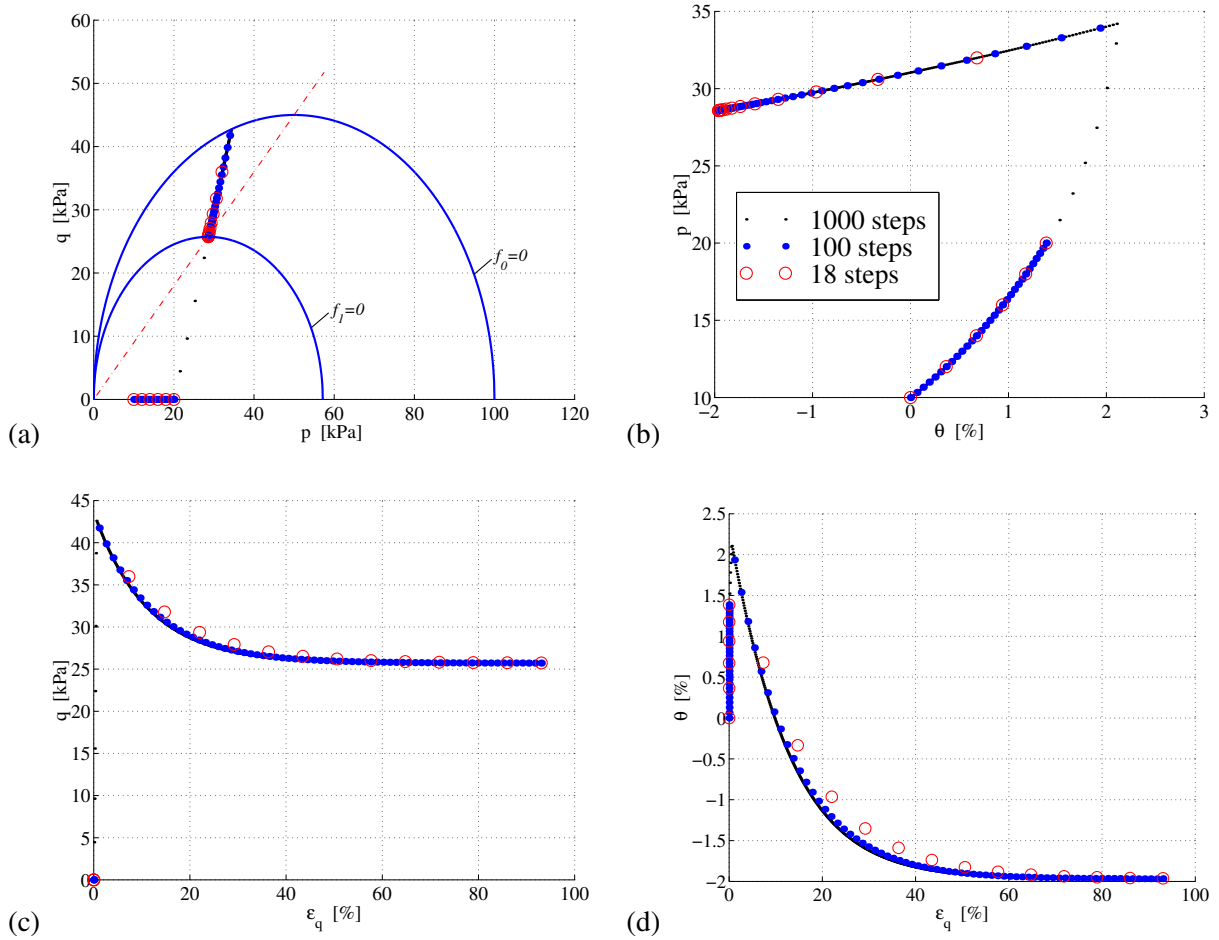 60
50
40
30
20
10
0
0 20 40 60 80 100 120
q [kPa]
p [kPa]
f0=0
f1=0
(a)
35
30
25
20
15
10
−2 −1 0 1 2 3
p [kPa]
θ [%]
1000 steps
100 steps
18 steps
(b)
45
40
35
30
25
20
15
10
5
0
0 20 40 60 80 100
q [kPa]
εq [%]
(c)
2.5
2
1.5
1
0.5
0
−0.5
−1
−1.5
−2
0 20 40 60 80 100
θ [%]
εq [%]
(d)